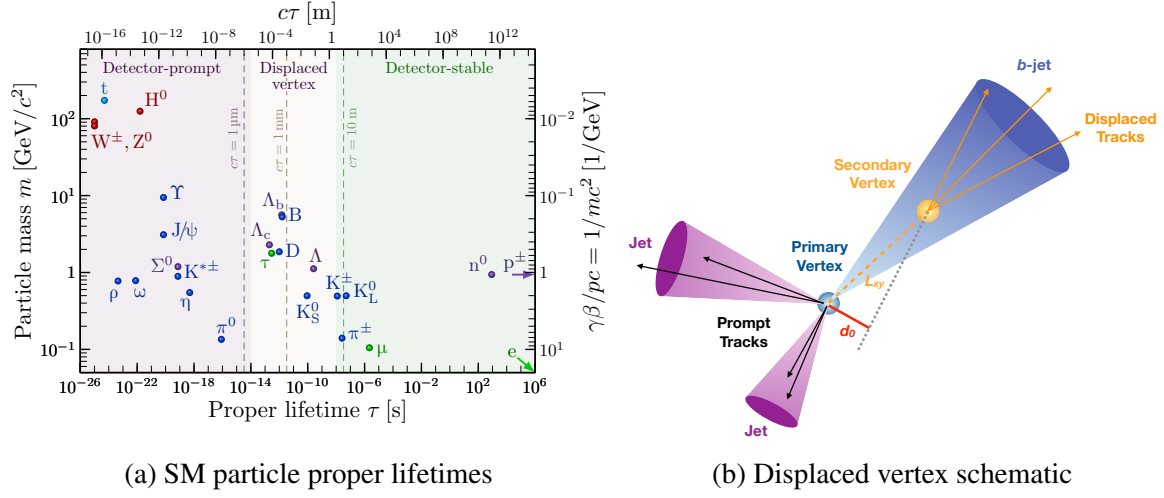 cτ [m]
10⁻¹⁶ 10⁻¹² 10⁻⁸ 10⁻⁴ 1 10³ 10⁷ 10¹¹ 10¹⁴
Detector-prompt
Displaced
vertex
Detector-stable
Particle mass m [GeV/c²]
10²
10¹
1
10⁻¹
t
H⁰
W±, Z⁰
cτ = 1 μm
cτ = 1 mm
cτ = 10 m
Υ
J/ψ
Σ⁰
K*±
ρ
ω
η
π⁰
Λb
B
Λc
D
τ
Λ
K±
K⁰S
K⁰L
π±
μ
n⁰
p±
e
10⁻²
10⁻¹
1
10¹
γβ/pc = 1/mc² [1/GeV]
10⁻²⁶ 10⁻²² 10⁻¹⁸ 10⁻¹⁴ 10⁻¹⁰ 10⁻⁶ 10⁻² 10² 10⁶
Proper lifetime τ [s]
(a) SM particle proper lifetimes
b-jet
Displaced
Tracks
Secondary
Vertex
Jet
Primary
Vertex
Lxy
d₀
Prompt
Tracks
Jet
(b) Displaced vertex schematic